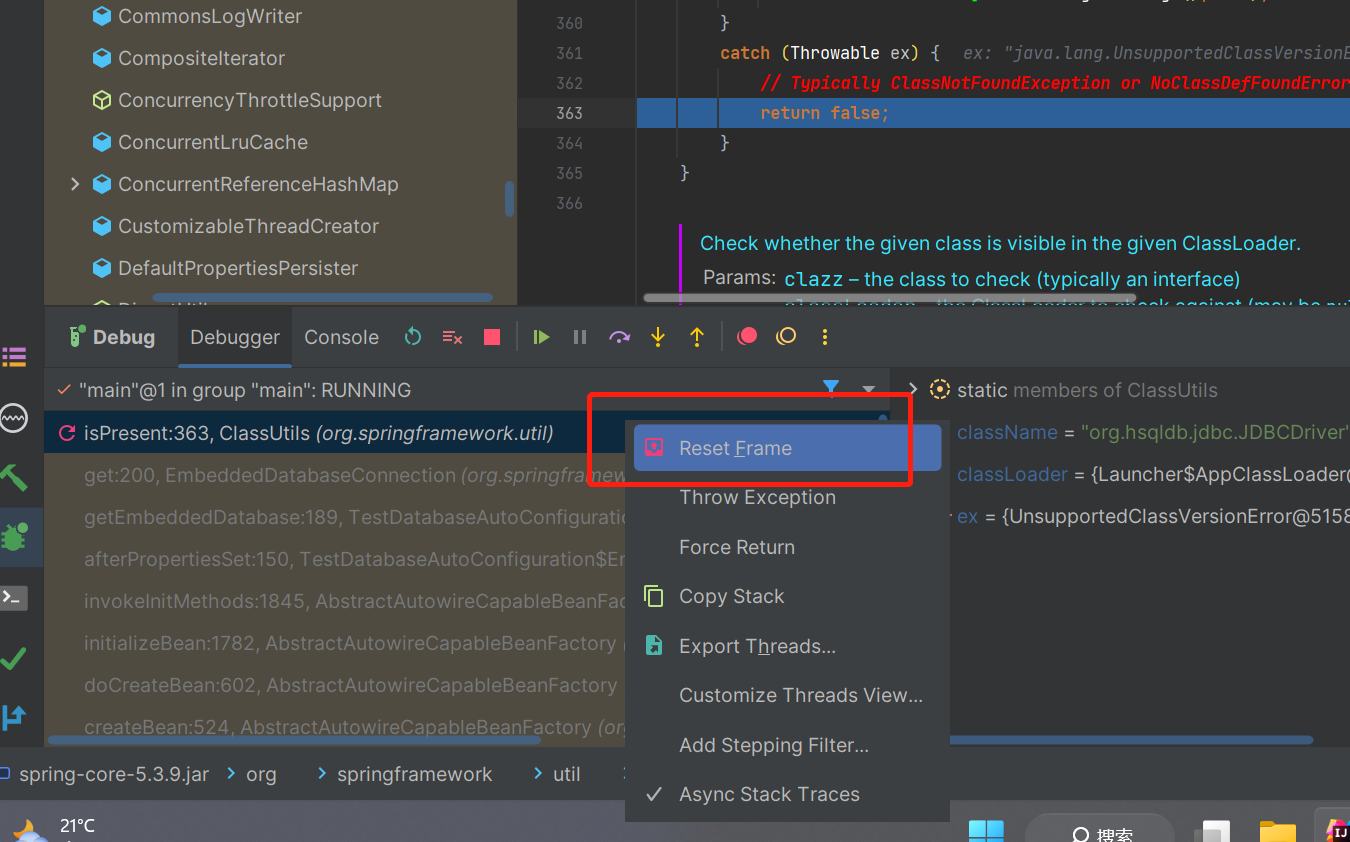 CommonsLogWriter
CompositeIterator
ConcurrencyThrottleSupport
ConcurrentLruCache
ConcurrentReferenceHashMap
CustomizableThreadCreator
DefaultPropertiesPersister
360 }
361 catch (Throwable ex) { ex: "java.lang.UnsupportedClassVersionE
362 // Typically ClassNotFoundException or NoClassDefFoundError
363 return false;
364 }
365 }
366
Check whether the given class is visible in the given ClassLoader.
Params: clazz – the class to check (typically an interface)
Debug Debugger Console
"main"@1 in group "main": RUNNING
isPresent:363, ClassUtils (org.springframework.util)
get:200, EmbeddedDatabaseConnection (org.springframew
getEmbeddedDatabase:189, TestDatabaseAutoConfiguratio
afterPropertiesSet:150, TestDatabaseAutoConfiguration$E
invokeInitMethods:1845, AbstractAutowireCapableBeanFac
initializeBean:1782, AbstractAutowireCapableBeanFactory (
doCreateBean:602, AbstractAutowireCapableBeanFactory
createBean:524, AbstractAutowireCapableBeanFactory (or
Reset Frame
Throw Exception
Force Return
Copy Stack
Export Threads...
Customize Threads View...
Add Stepping Filter...
Async Stack Traces
static members of ClassUtils
className = "org.hsqldb.jdbc.JDBCDriver"
classLoader = {Launcher$AppClassLoader@
ex = {UnsupportedClassVersionError@5158
spring-core-5.3.9.jar org springframework util
21°C
搜索
IJ